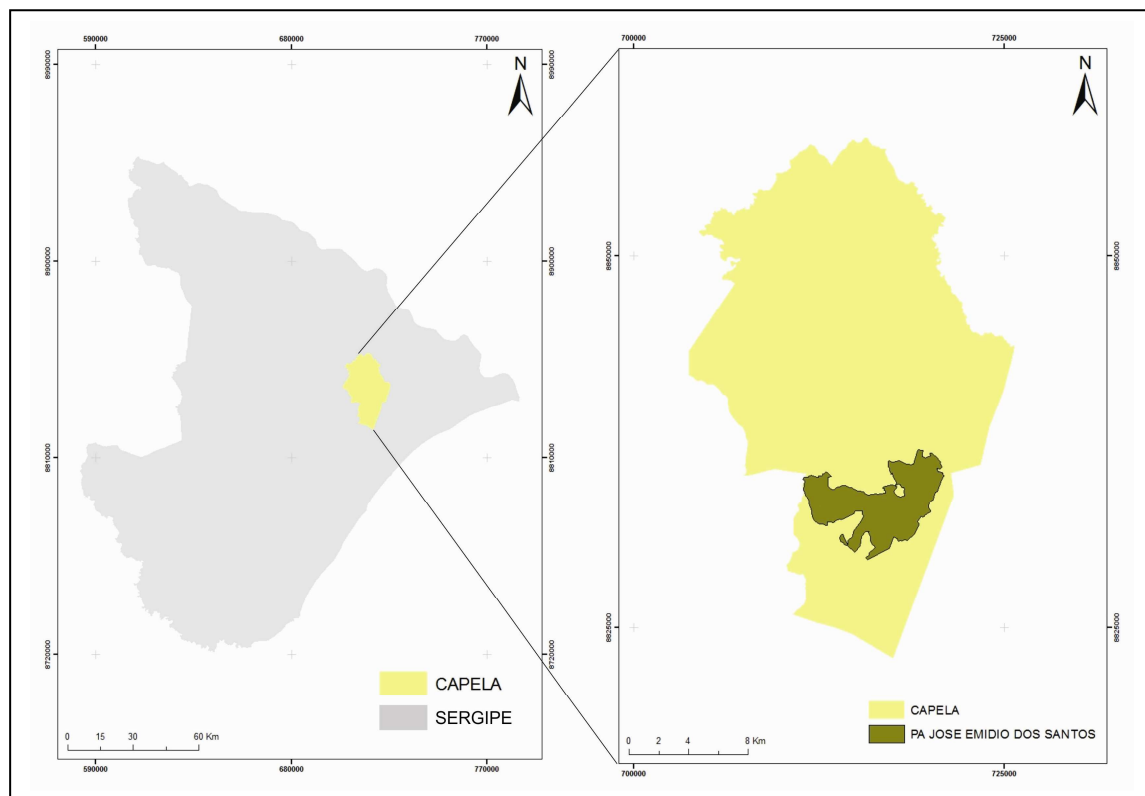 590000 680000 770000
N
8990000 8990000
8900000 8900000
8810000 8810000
8720000 8720000
CAPELA
SERGIPE
0 15 30 60 Km
590000 680000 770000
700000 725000
N
8850000 8850000
8825000 8825000
CAPELA
PA JOSE EMIDIO DOS SANTOS
0 2 4 8 Km
700000 725000